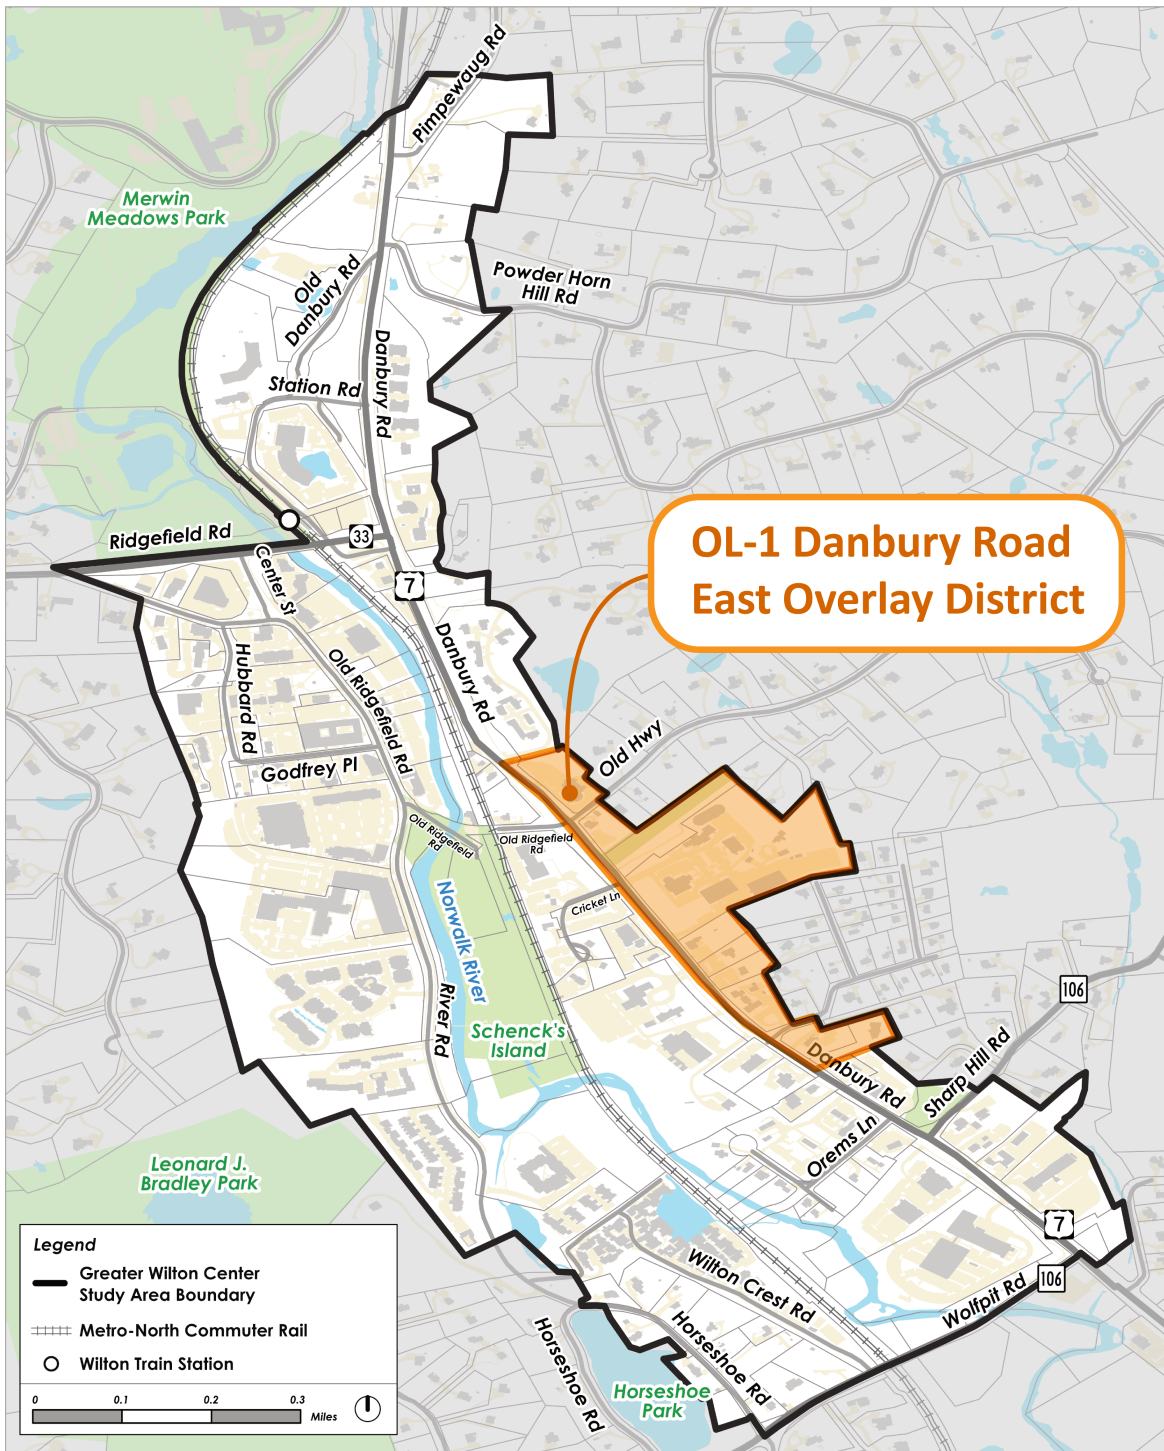 Pimpewaug Rd
Merwin
Meadows Park
Old
Danbury Rd
Powder Horn
Hill Rd
Danbury Rd
Station Rd
Ridgefield Rd
33
7
Center St
OL-1 Danbury Road
East Overlay District
Hubbard Rd
Old Ridgefield Rd
Danbury Rd
Godfrey Pl
Old Hwy
Old Ridgefield
Rd
Old Ridgefield
Rd
Cricket Ln
Norwalk River
River Rd
Schenck's
Island
106
Danbury Rd
Sharp Hill Rd
Orems Ln
Leonard J.
Bradley Park
7
106
Wolfpit Rd
Wilton Crest Rd
Horseshoe Rd
Horseshoe Rd
Horseshoe
Park
Legend
Greater Wilton Center
Study Area Boundary
Metro-North Commuter Rail
Wilton Train Station
0 0.1 0.2 0.3
Miles